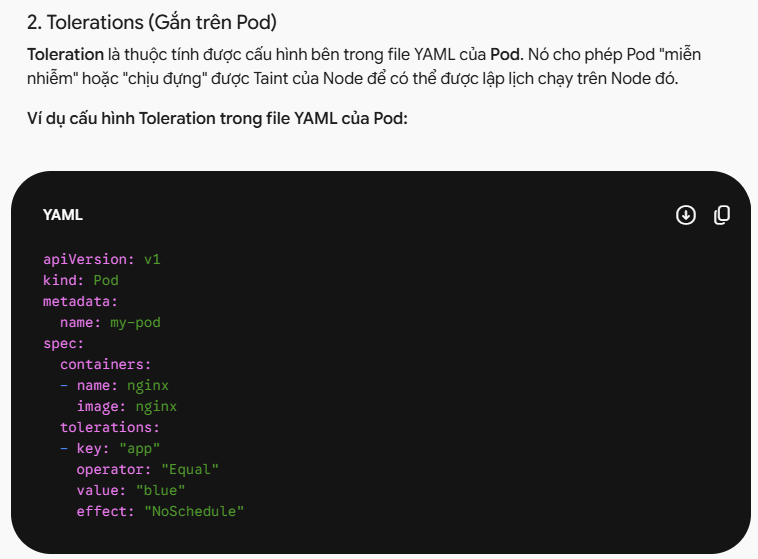 2. Tolerations (Gắn trên Pod)
Toleration là thuộc tính được cấu hình bên trong file YAML của Pod. Nó cho phép Pod "miễn
nhiễm" hoặc "chịu đựng" được Taint của Node để có thể được lập lịch chạy trên Node đó.
Ví dụ cấu hình Toleration trong file YAML của Pod:
YAML
apiVersion: v1
kind: Pod
metadata:
  name: my-pod
spec:
  containers:
  - name: nginx
    image: nginx
  tolerations:
  - key: "app"
    operator: "Equal"
    value: "blue"
    effect: "NoSchedule"